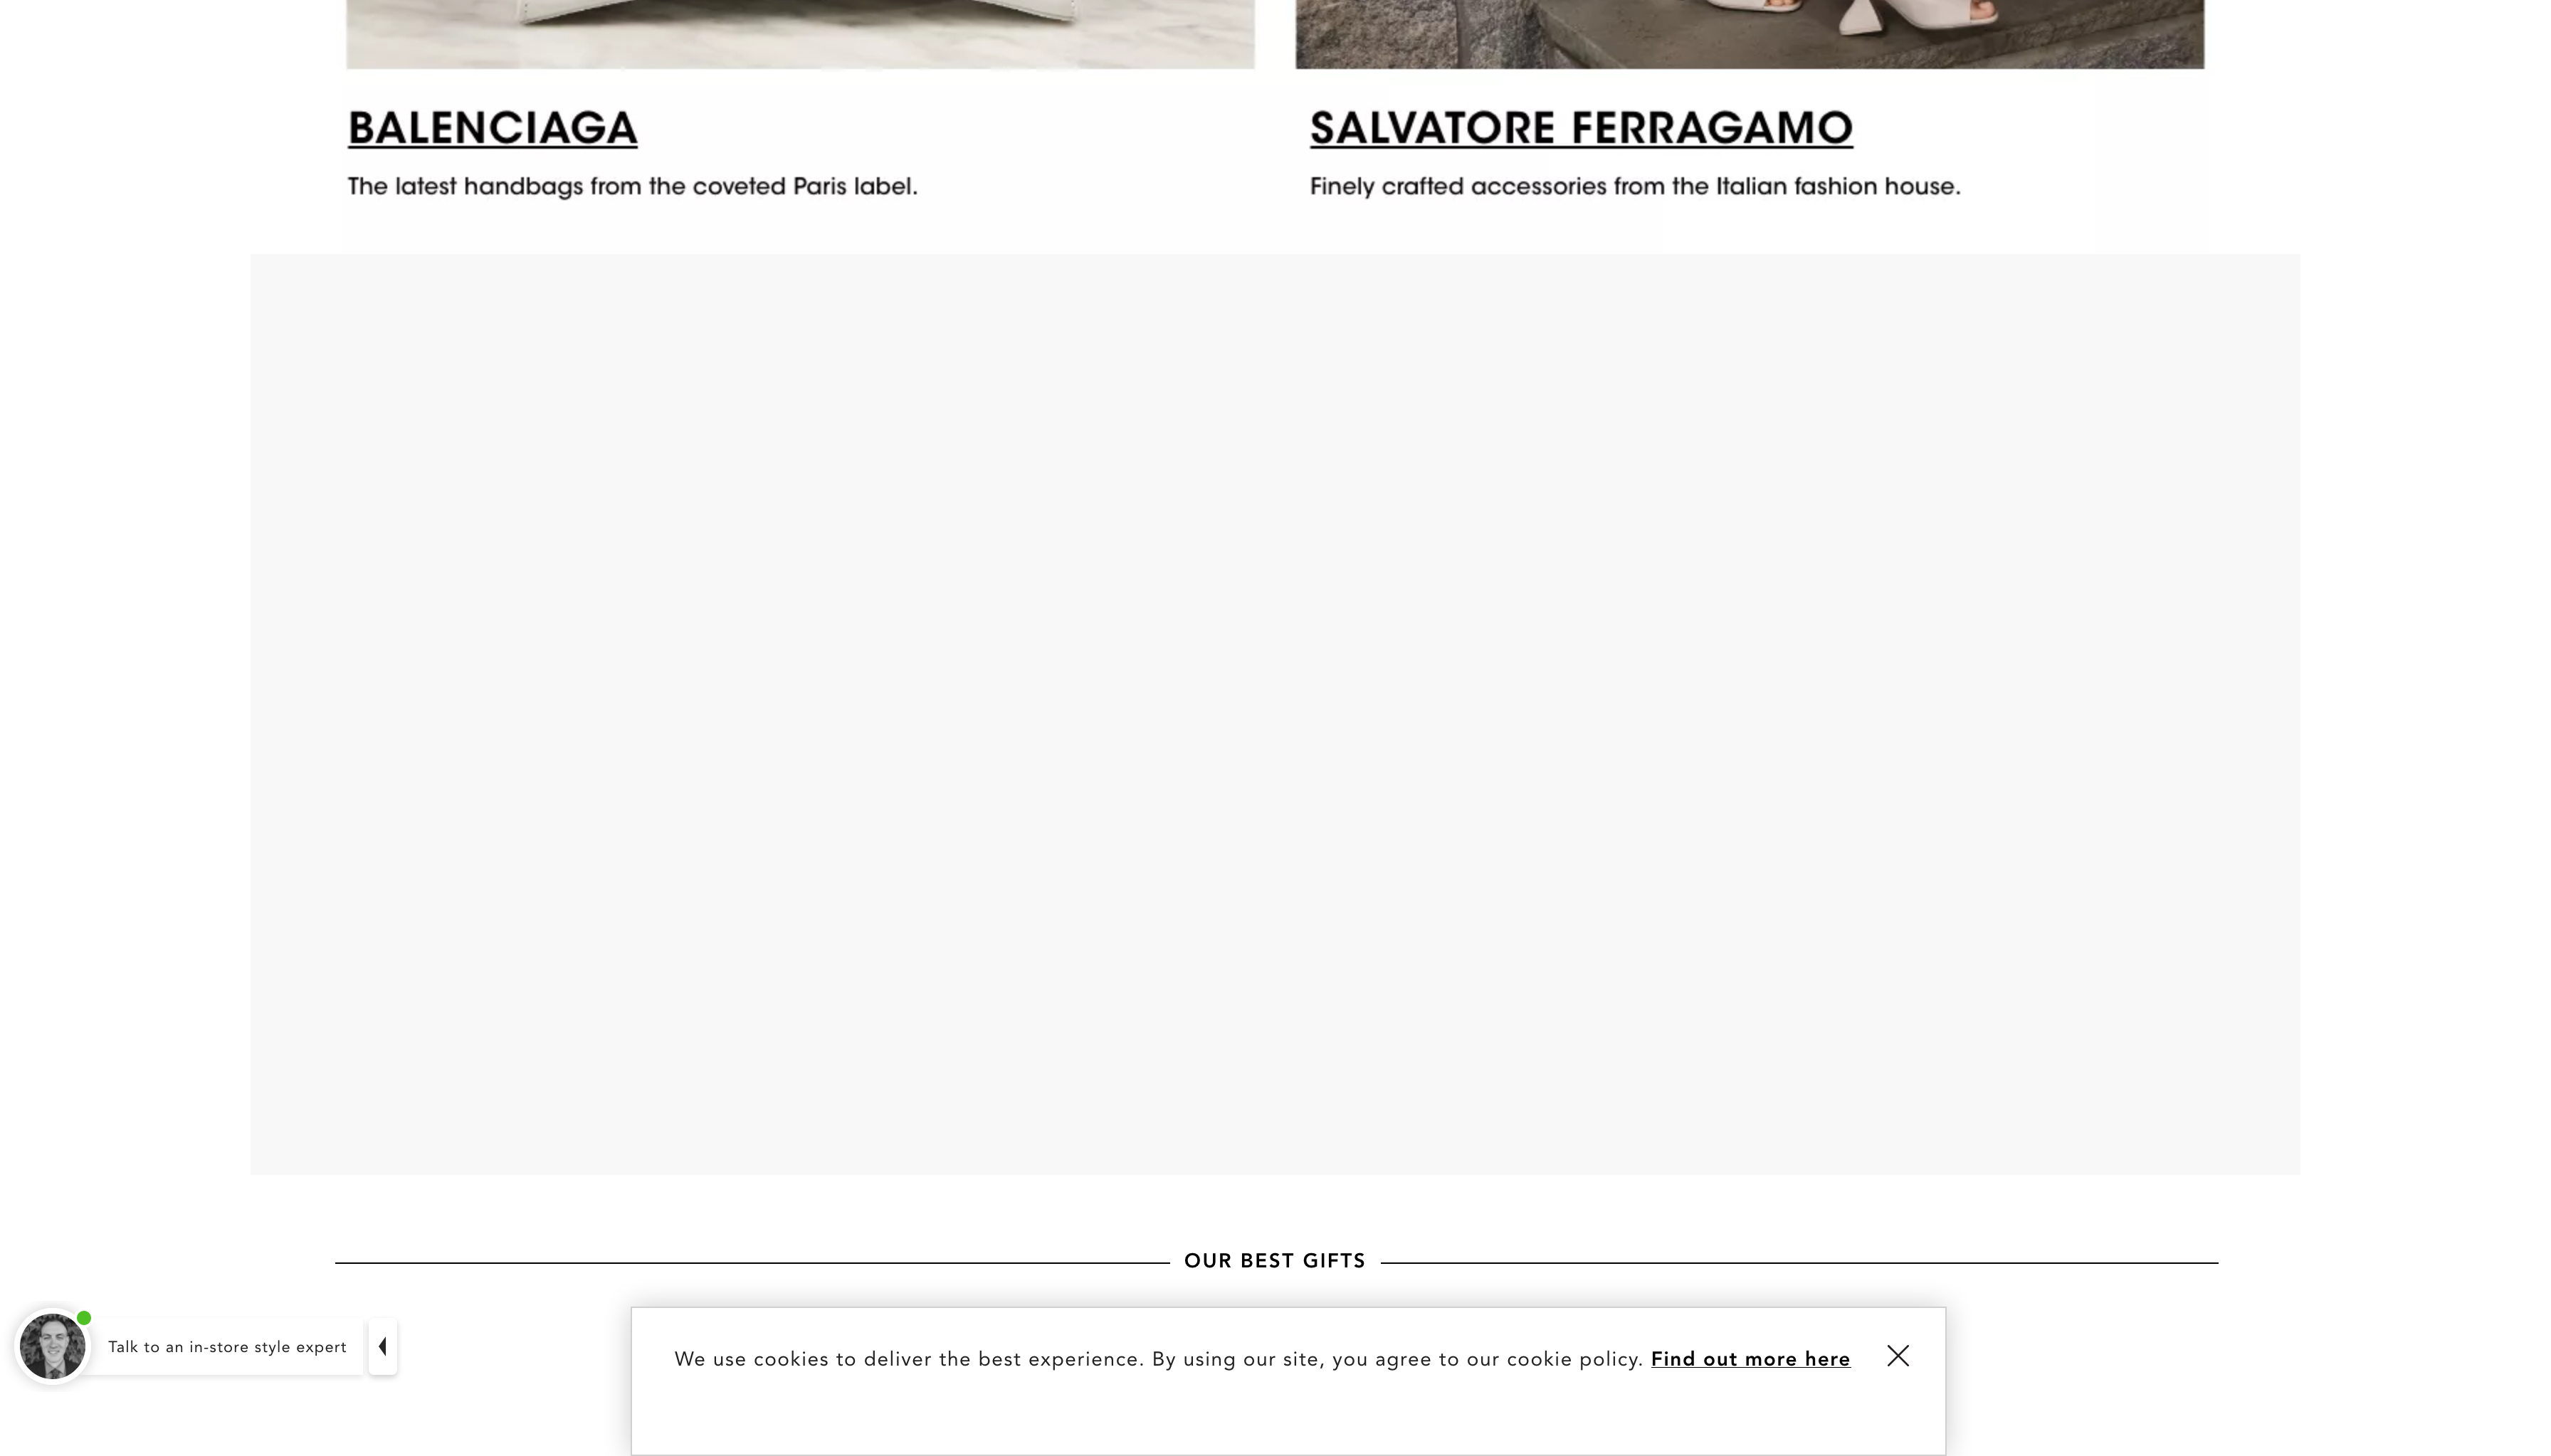 BALENCIAGA
The latest handbags from the coveted Paris label.
SALVATORE FERRAGAMO
Finely crafted accessories from the Italian fashion house.
OUR BEST GIFTS
Talk to an in-store style expert
We use cookies to deliver the best experience. By using our site, you agree to our cookie policy. Find out more here